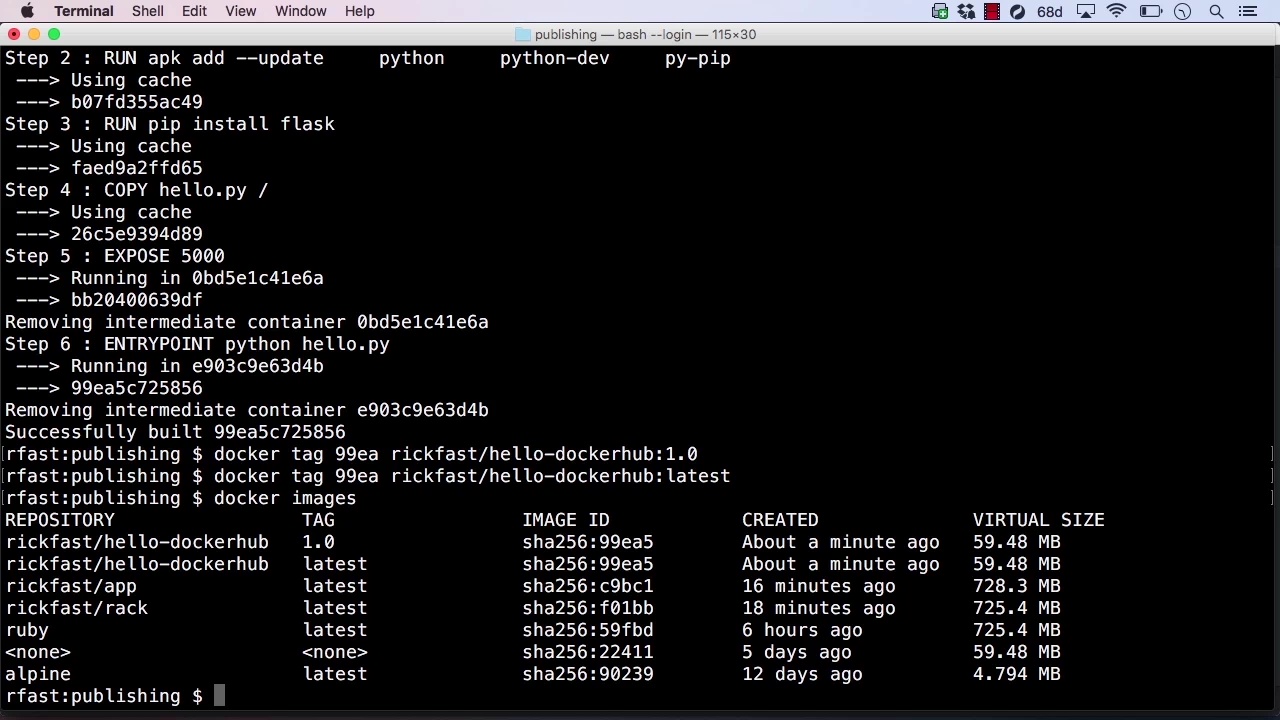 Terminal Shell Edit View Window Help 68d
publishing — bash --login — 115×30
Step 2 : RUN apk add --update     python     python-dev     py-pip
 ---> Using cache
 ---> b07fd355ac49
Step 3 : RUN pip install flask
 ---> Using cache
 ---> faed9a2ffd65
Step 4 : COPY hello.py /
 ---> Using cache
 ---> 26c5e9394d89
Step 5 : EXPOSE 5000
 ---> Running in 0bd5e1c41e6a
 ---> bb20400639df
Removing intermediate container 0bd5e1c41e6a
Step 6 : ENTRYPOINT python hello.py
 ---> Running in e903c9e63d4b
 ---> 99ea5c725856
Removing intermediate container e903c9e63d4b
Successfully built 99ea5c725856
[rfast:publishing $ docker tag 99ea rickfast/hello-dockerhub:1.0 ]
[rfast:publishing $ docker tag 99ea rickfast/hello-dockerhub:latest ]
[rfast:publishing $ docker images ]
REPOSITORY                 TAG                 IMAGE ID            CREATED              VIRTUAL SIZE
rickfast/hello-dockerhub   1.0                 sha256:99ea5        About a minute ago   59.48 MB
rickfast/hello-dockerhub   latest              sha256:99ea5        About a minute ago   59.48 MB
rickfast/app               latest              sha256:c9bc1        16 minutes ago       728.3 MB
rickfast/rack              latest              sha256:f01bb        18 minutes ago       725.4 MB
ruby                       latest              sha256:59fbd        6 hours ago          725.4 MB
<none>                     <none>              sha256:22411        5 days ago           59.48 MB
alpine                     latest              sha256:90239        12 days ago          4.794 MB
rfast:publishing $